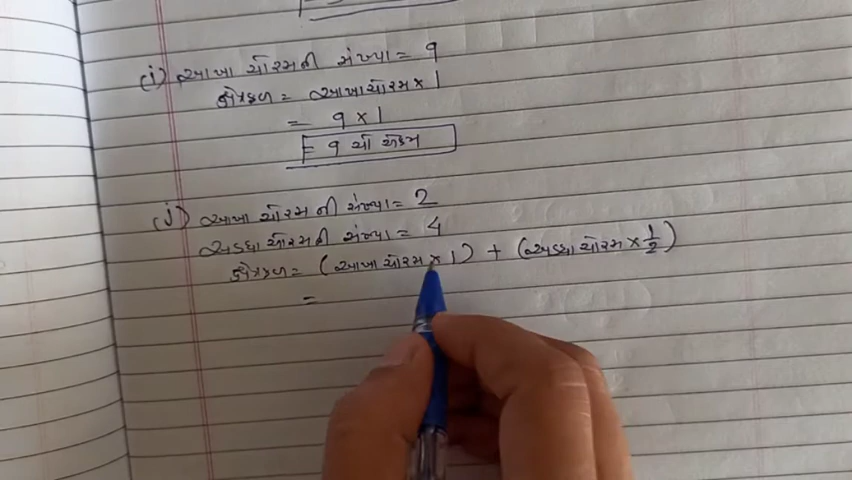 (i) આખા ચોરસની સંખ્યા = 9
ક્ષેત્રફળ = આખા ચોરસ × 1
= 9 × 1
= 9 ચો એકમ
(j) આખા ચોરસ ની સંખ્યા = 2
અડધા ચોરસની સંખ્યા = 4
ક્ષેત્રફળ = (આખા ચોરસ × 1) + (અડધા ચોરસ × 1/2)
=